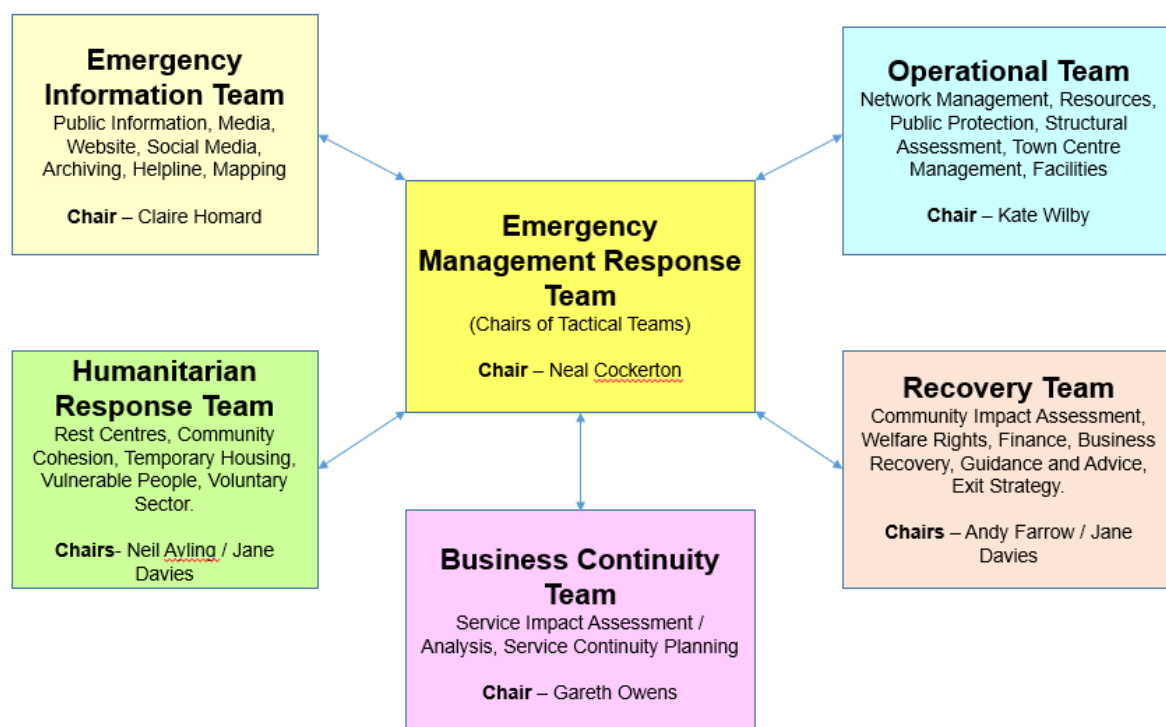 Emergency
Information Team
Public Information, Media,
Website, Social Media,
Archiving, Helpline, Mapping
Chair – Claire Homard
Operational Team
Network Management, Resources,
Public Protection, Structural
Assessment, Town Centre
Management, Facilities
Chair – Kate Wilby
Emergency
Management Response
Team
(Chairs of Tactical Teams)
Chair – Neal Cockerton
Humanitarian
Response Team
Rest Centres, Community
Cohesion, Temporary Housing,
Vulnerable People, Voluntary
Sector.
Chairs- Neil Ayling / Jane
Davies
Recovery Team
Community Impact Assessment,
Welfare Rights, Finance, Business
Recovery, Guidance and Advice,
Exit Strategy.
Chairs – Andy Farrow / Jane
Davies
Business Continuity
Team
Service Impact Assessment /
Analysis, Service Continuity Planning
Chair – Gareth Owens